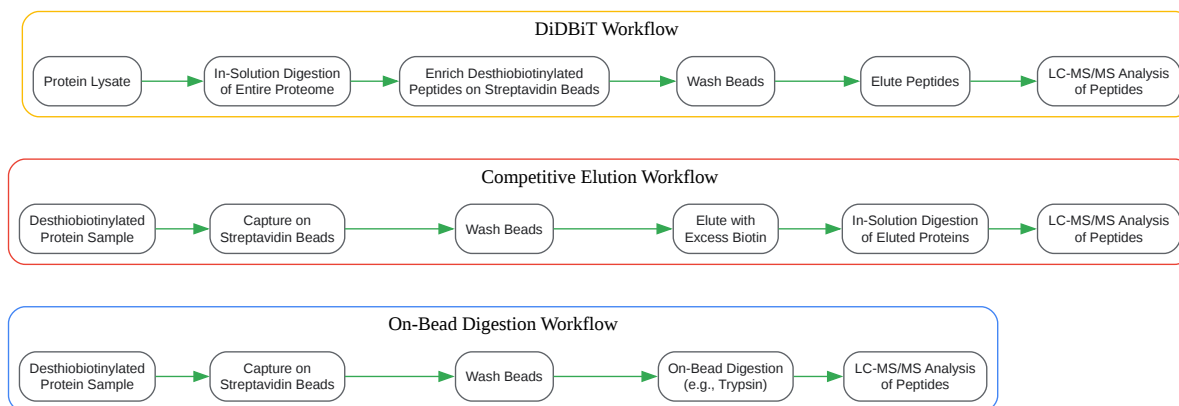 DiDBiT Workflow
Protein Lysate
In-Solution Digestion
of Entire Proteome
Enrich Desthiobiotinylated
Peptides on Streptavidin Beads
Wash Beads
Elute Peptides
LC-MS/MS Analysis
of Peptides
Competitive Elution Workflow
Desthiobiotinylated
Protein Sample
Capture on
Streptavidin Beads
Wash Beads
Elute with
Excess Biotin
In-Solution Digestion
of Eluted Proteins
LC-MS/MS Analysis
of Peptides
On-Bead Digestion Workflow
Desthiobiotinylated
Protein Sample
Capture on
Streptavidin Beads
Wash Beads
On-Bead Digestion
(e.g., Trypsin)
LC-MS/MS Analysis
of Peptides